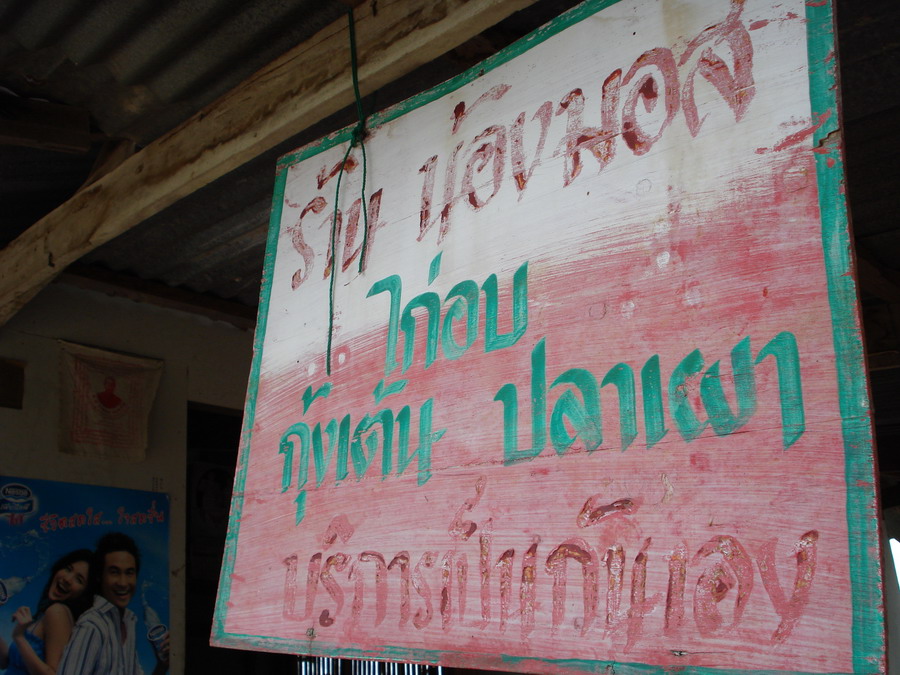 ร้าน น้องมอส
ไก่อบ
กุ้งเต้น ปลาเผา
บริการเป็นกันเอง